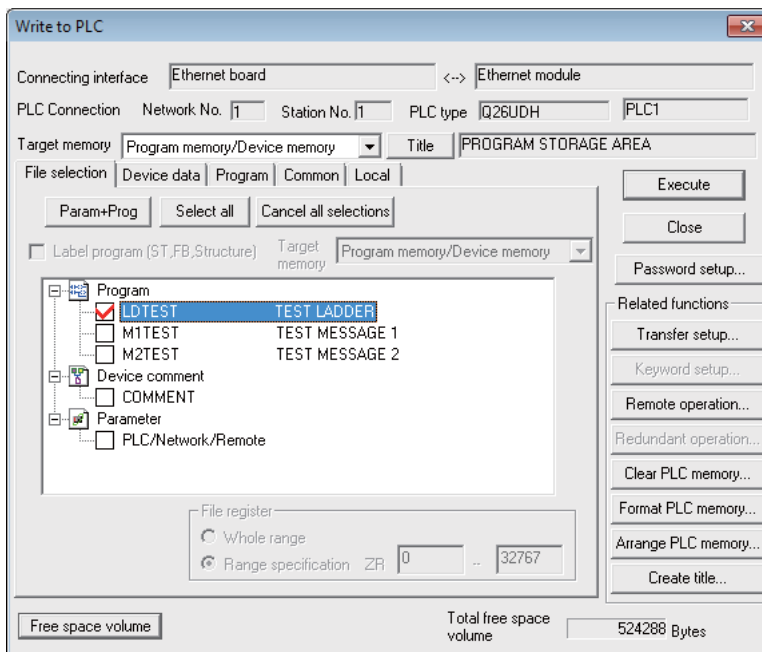 Write to PLC
Connecting interface Ethernet board <--> Ethernet module
PLC Connection Network No. 1 Station No. 1 PLC type Q26UDH PLC1
Target memory Program memory/Device memory Title PROGRAM STORAGE AREA
File selection Device data Program Common Local
Execute
Param+Prog Select all Cancel all selections
Close
Label program (ST,FB,Structure) Target memory Program memory/Device memory
Password setup...
Program
LDTEST TEST LADDER
M1TEST TEST MESSAGE 1
M2TEST TEST MESSAGE 2
Device comment
COMMENT
Parameter
PLC/Network/Remote
Related functions
Transfer setup...
Keyword setup...
Remote operation...
Redundant operation...
Clear PLC memory...
Format PLC memory...
Arrange PLC memory...
Create title...
File register
Whole range
Range specification ZR 0 .. 32767
Free space volume
Total free space volume 524288 Bytes